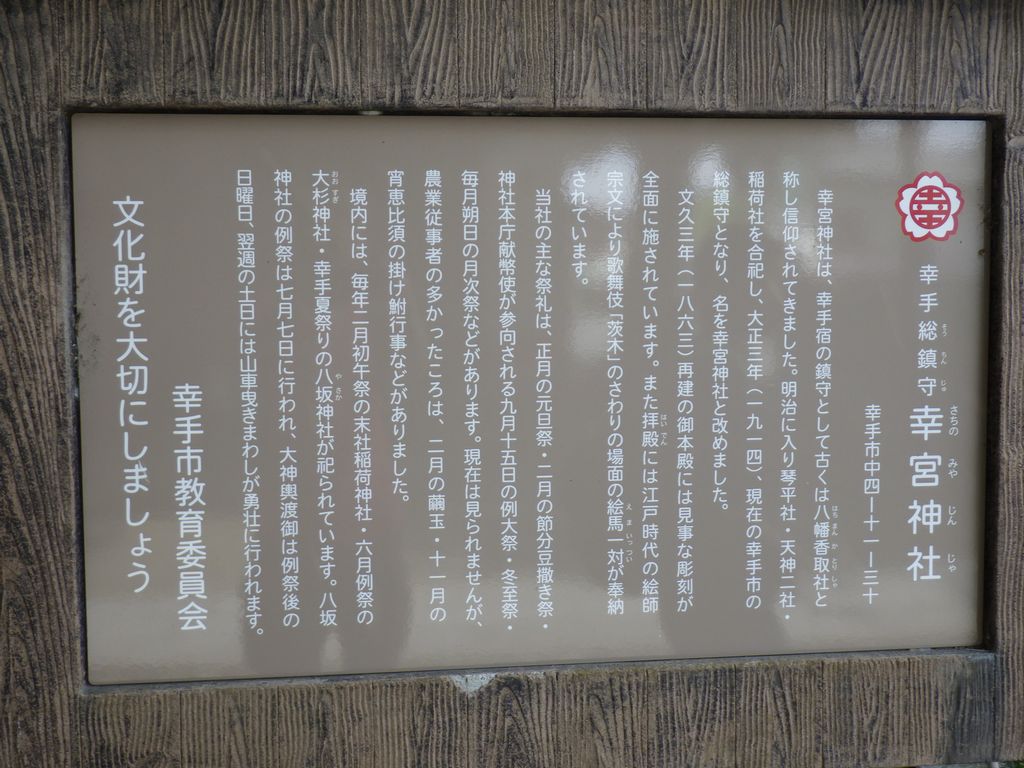 幸手総鎮守 幸宮神社
幸手市中四ー十一ー三十
幸宮神社は、幸手宿の鎮守として古くは八幡香取社と
称し信仰されてきました。明治に入り琴平社・天神二社・
稲荷社を合祀し、大正三年(一九一四)、現在の幸手市の
総鎮守となり、名を幸宮神社と改めました。
文久三年(一八六三)再建の御本殿には見事な彫刻が
全面に施されています。また拝殿には江戸時代の絵師
宗文により歌舞伎「茨木」のさわりの場面の絵馬一対が奉納
されています。
当社の主な祭礼は、正月の元旦祭・二月の節分豆撒き祭・
神社本庁献幣使が参向される九月十五日の例大祭・冬至祭・
毎月朔日の月次祭などがあります。現在は見られませんが、
農業従事者の多かったころは、二月の繭玉・十一月の
宵恵比須の掛け鮒行事などがありました。
境内には、毎年二月初午祭の末社稲荷神社・六月例祭の
大杉神社・幸手夏祭りの八坂神社が祀られています。八坂
神社の例祭は七月七日に行われ、大神輿渡御は例祭後の
日曜日、翌週の土日には山車曳きまわしが勇壮に行われます。
幸手市教育委員会
文化財を大切にしましょう